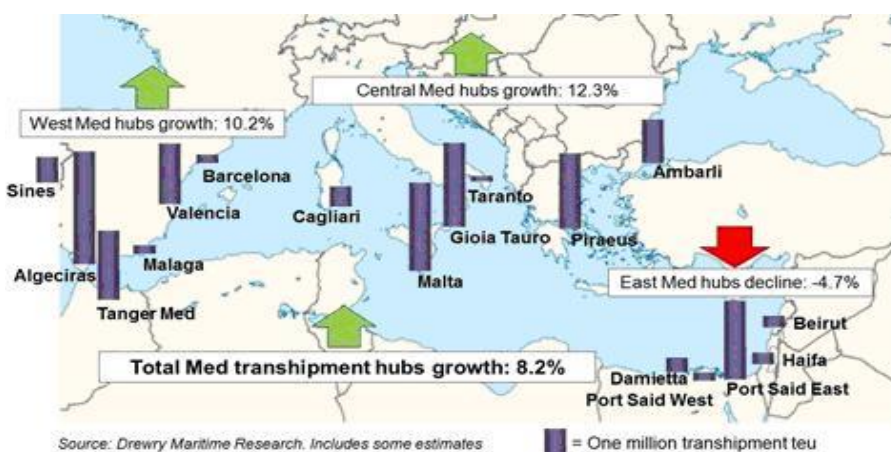 Central Med hubs growth: 12.3%
West Med hubs growth: 10.2%
Ambarli
Barcelona
Sines
Taranto
Valencia
Cagliari
Gioia Tauro
Piraeus
Malaga
Algeciras
Malta
East Med hubs decline: -4.7%
Tanger Med
Beirut
Haifa
Total Med transhipment hubs growth: 8.2%
Damietta
Port Said East
Port Said West
Source: Drewry Maritime Research. Includes some estimates
= One million transhipment teu